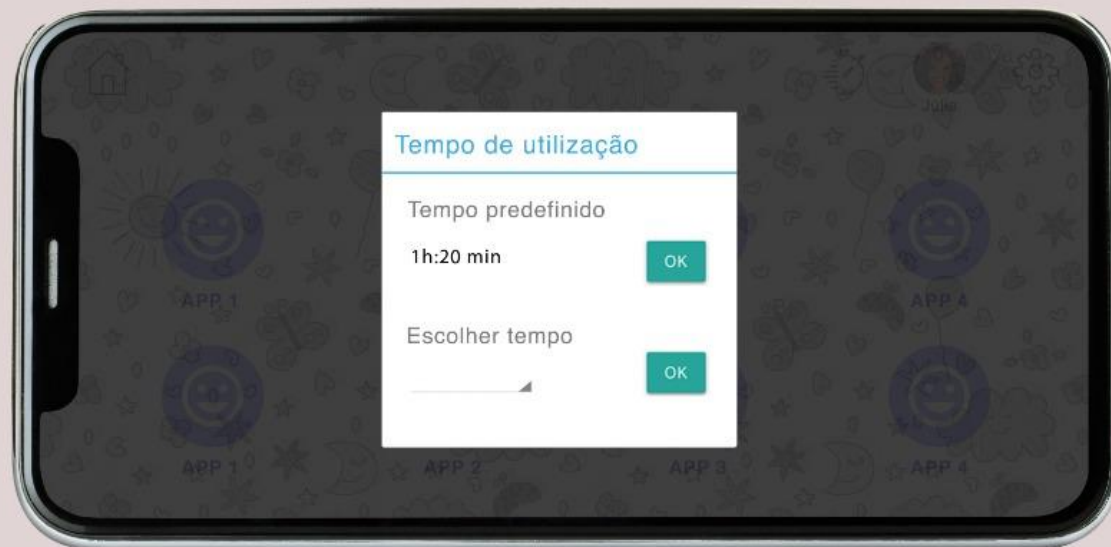 Júlia
Tempo de utilização
Tempo predefinido
1h:20 min
OK
APP 1
APP 4
Escolher tempo
OK
APP 1
APP 2
APP 3
APP 4